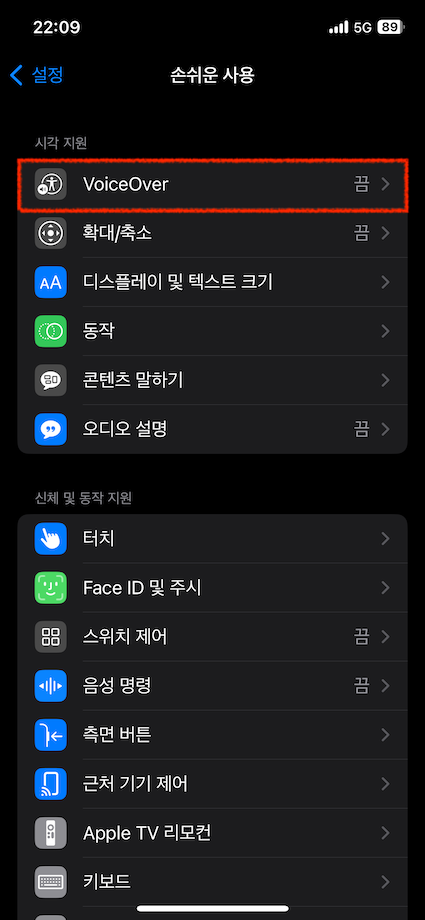 22:09 5G 89
설정 손쉬운 사용
시각 지원
VoiceOver 끔
확대/축소 끔
AA 디스플레이 및 텍스트 크기
동작
콘텐츠 말하기
오디오 설명 끔
신체 및 동작 지원
터치
Face ID 및 주시
스위치 제어 끔
음성 명령 끔
측면 버튼
근처 기기 제어
Apple TV 리모컨
키보드